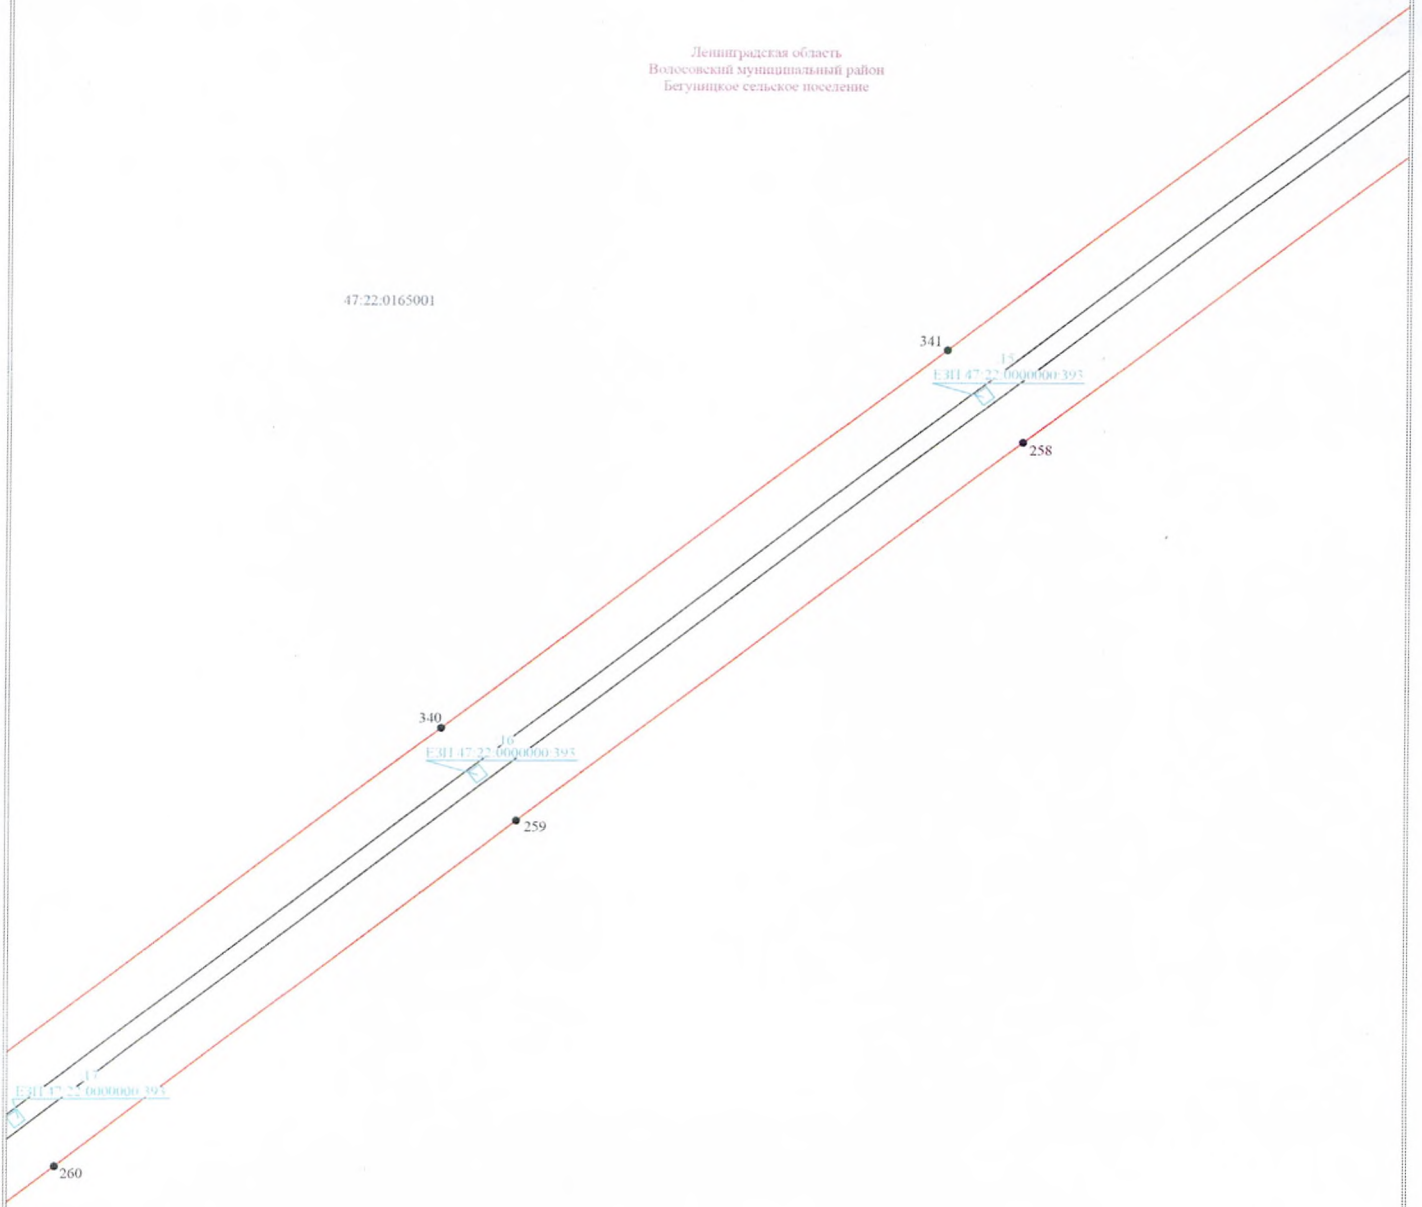 Ленинградская область
Волосовский муниципальный район
Бегуницкое сельское поселение
47:22:0165001
341
15
ЕЗП 47:22:0000000:393
258
340
16
ЕЗП 47:22:0000000:393
259
17
ЕЗП 47:22:0000000:393
260